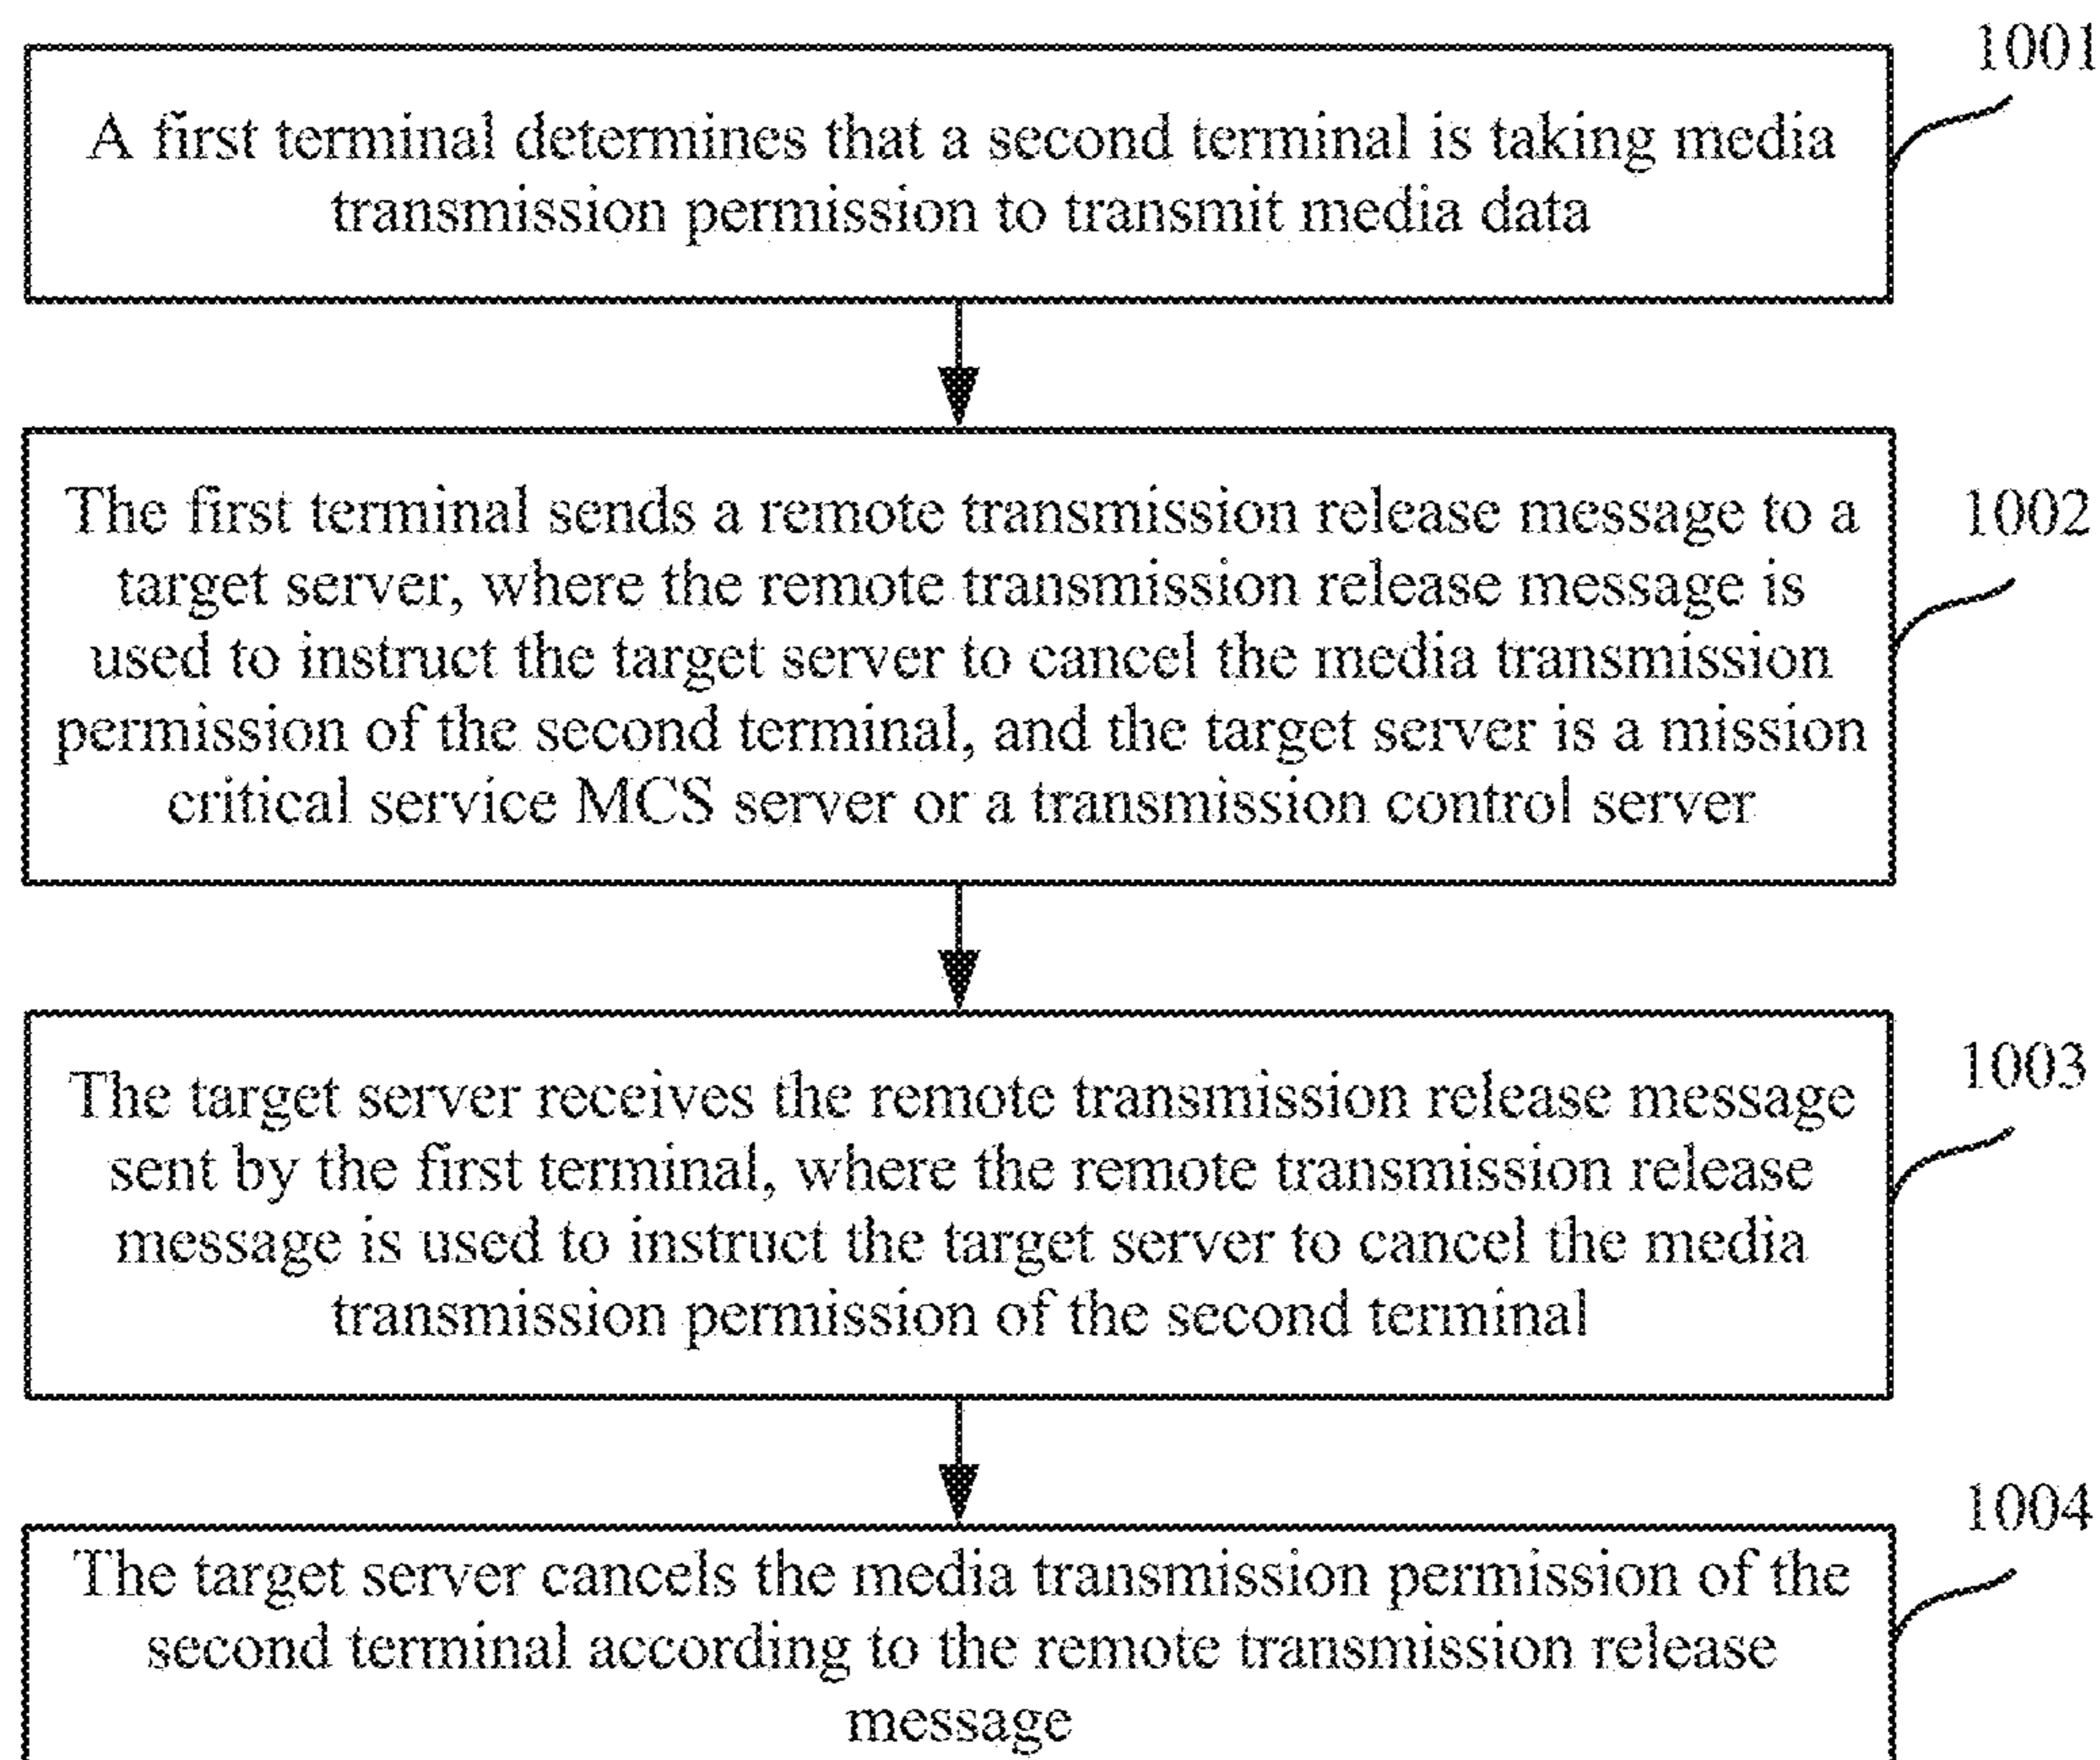 1001
A first terminal determines that a second terminal is taking media
transmission permission to transmit media data
The first terminal sends a remote transmission release message to a
1002
target server, where the remote transmission release message is
used to instruct the target server to cancel the media transmission
permission of the second terminal, and the target server is a mission
critical service MCS server or a transmission control server
1003
The target server receives the remote transmission release message
sent by the first terminal, where the remote transmission release
message is used to instruct the target server to cancel the media
transmission permission of the second terminal
1004
The target server cancels the media transmission permission of the
second terminal according to the remote transmission release
message